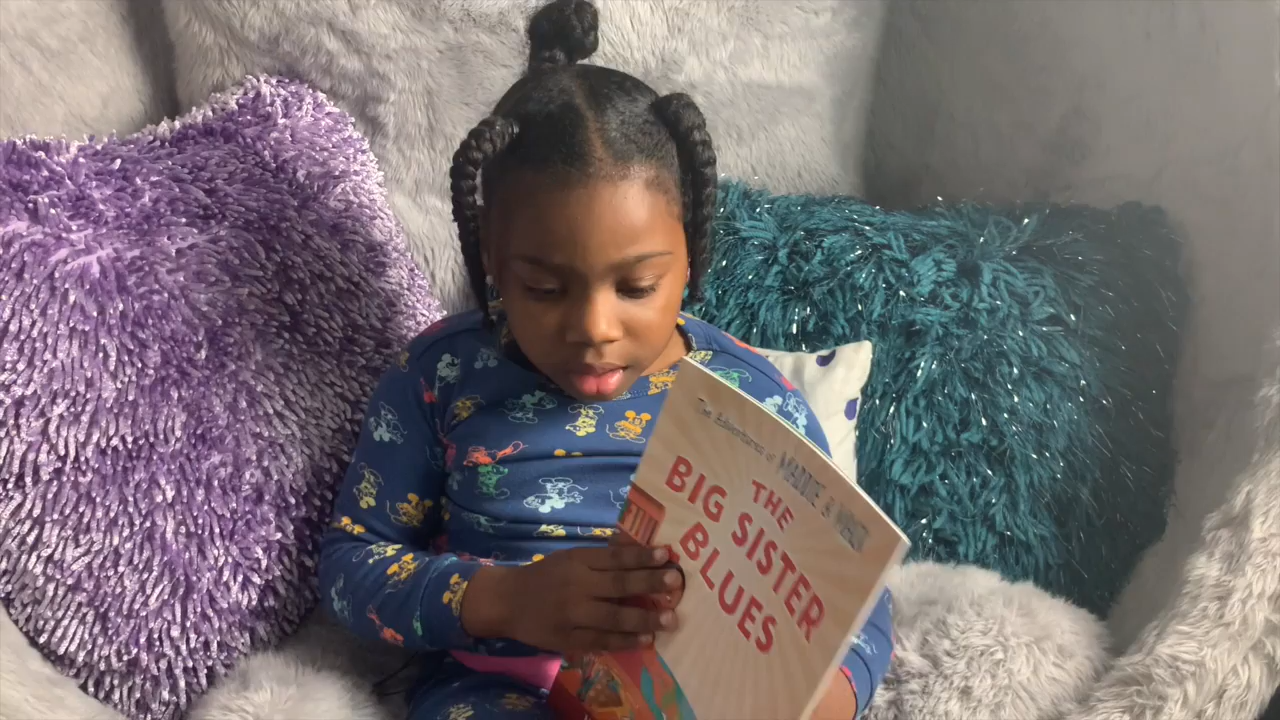 The Adventures of
THE
BIG SISTER
BLUES